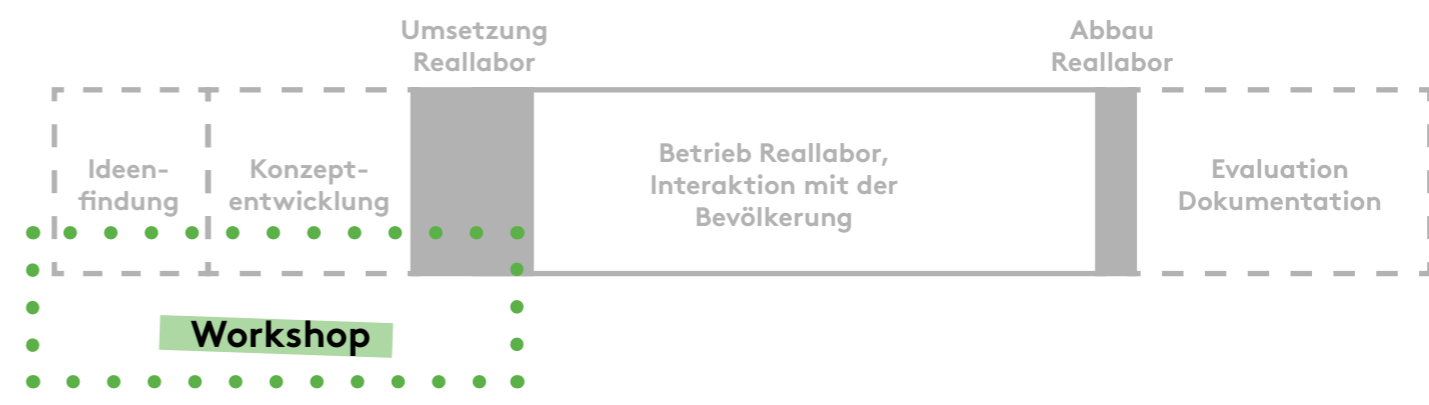 Umsetzung
Reallabor
Abbau
Reallabor
Ideen-
findung
Konzept-
entwicklung
Betrieb Reallabor,
Interaktion mit der
Bevölkerung
Evaluation
Dokumentation
Workshop